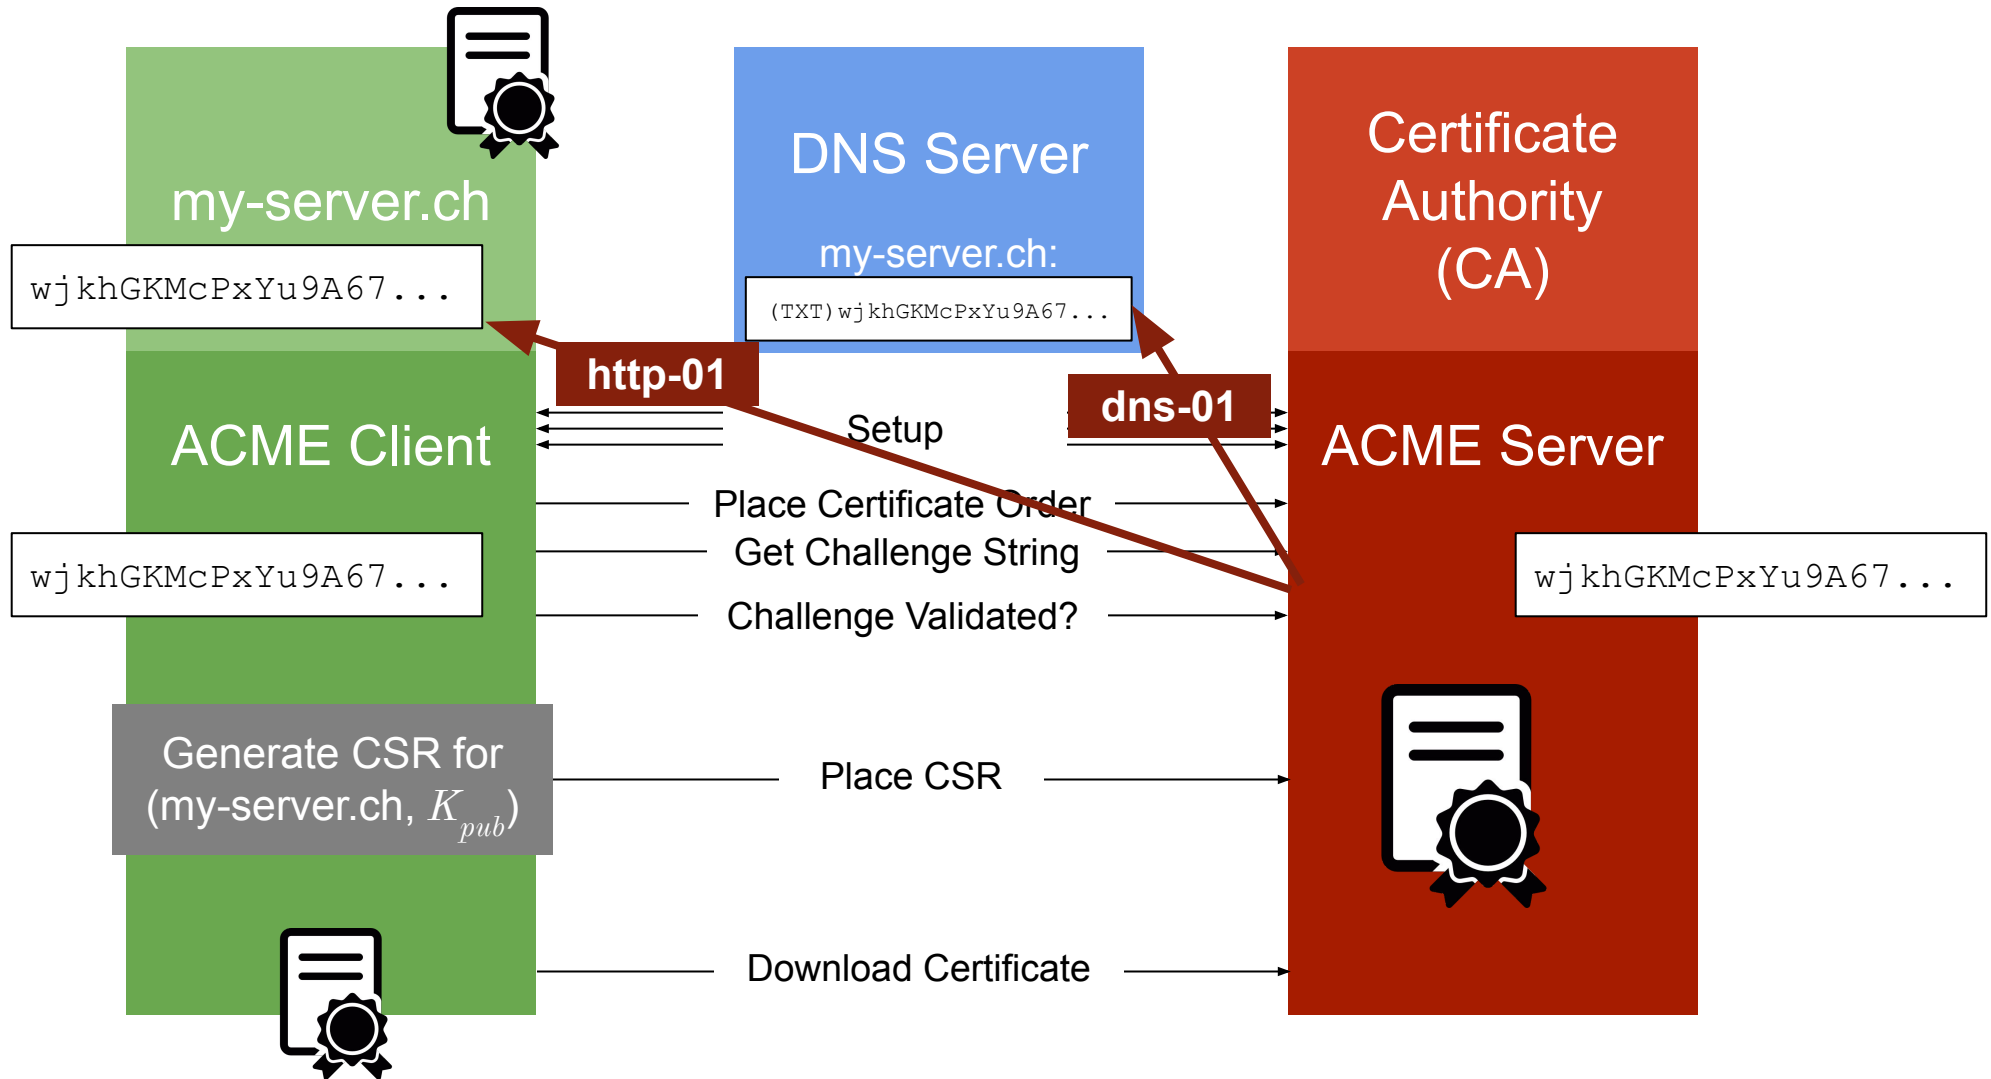 my-server.ch
wjkhGKMcPxYu9A67...
DNS Server
my-server.ch:
(TXT)wjkhGKMcPxYu9A67...
Certificate
Authority
(CA)
http-01
dns-01
ACME Client
Setup
ACME Server
Place Certificate Order
Get Challenge String
wjkhGKMcPxYu9A67...
wjkhGKMcPxYu9A67...
Challenge Validated?
Generate CSR for
(my-server.ch, K_pub)
Place CSR
Download Certificate